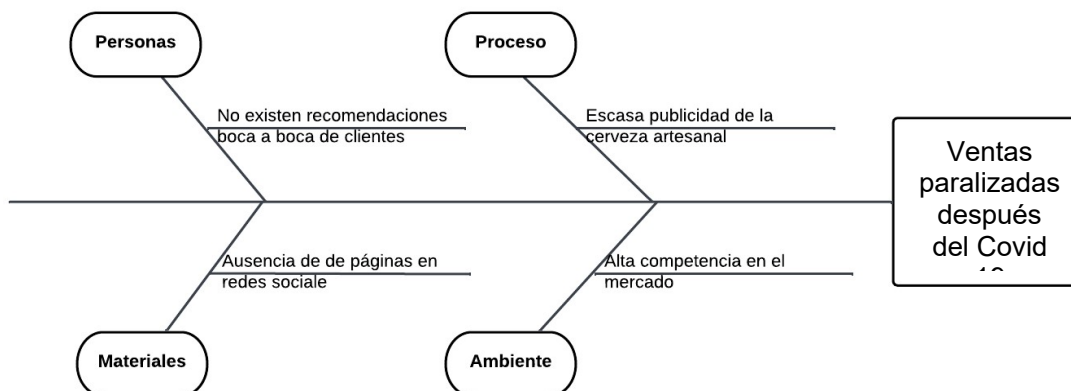 Personas
Proceso
No existen recomendaciones
boca a boca de clientes
Escasa publicidad de la
cerveza artesanal
Ventas
paralizadas
después
del Covid
Ausencia de de páginas en
redes sociale
Alta competencia en el
mercado
Materiales
Ambiente